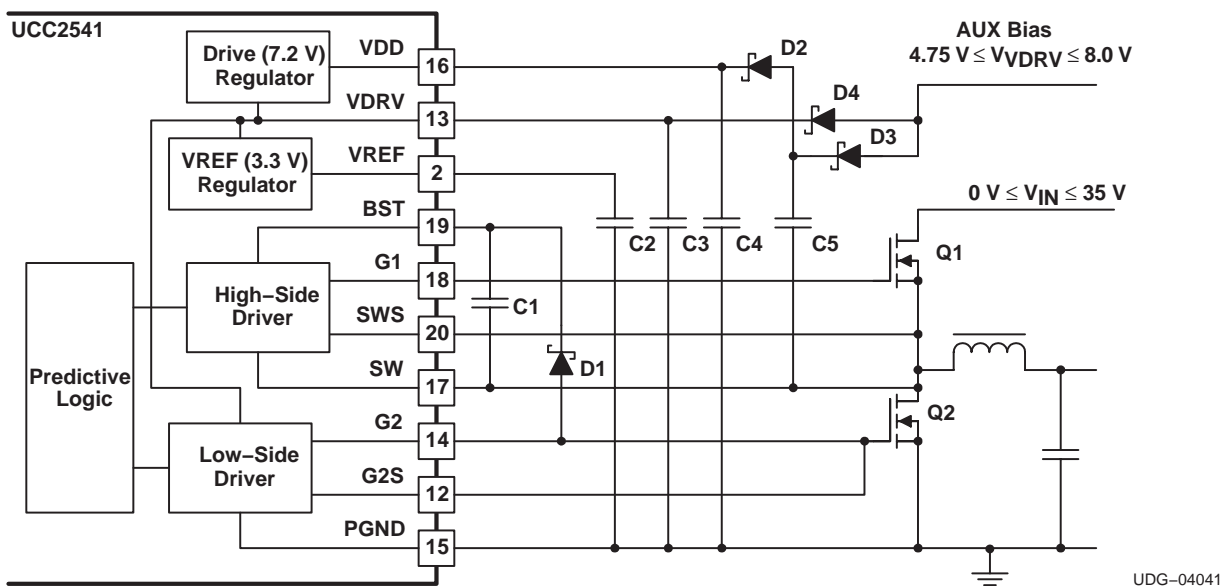 UCC2541
Drive (7.2 V)
Regulator
VREF (3.3 V)
Regulator
Predictive
Logic
High–Side
Driver
Low–Side
Driver
VDD
16
VDRV
13
VREF
2
BST
19
G1
18
SWS
20
SW
17
G2
14
G2S
12
PGND
15
C1
D1
C2
C3
C4
C5
D2
D4
D3
AUX Bias
4.75 V ≤ VVDRV ≤ 8.0 V
0 V ≤ VIN ≤ 35 V
Q1
Q2
UDG–04041